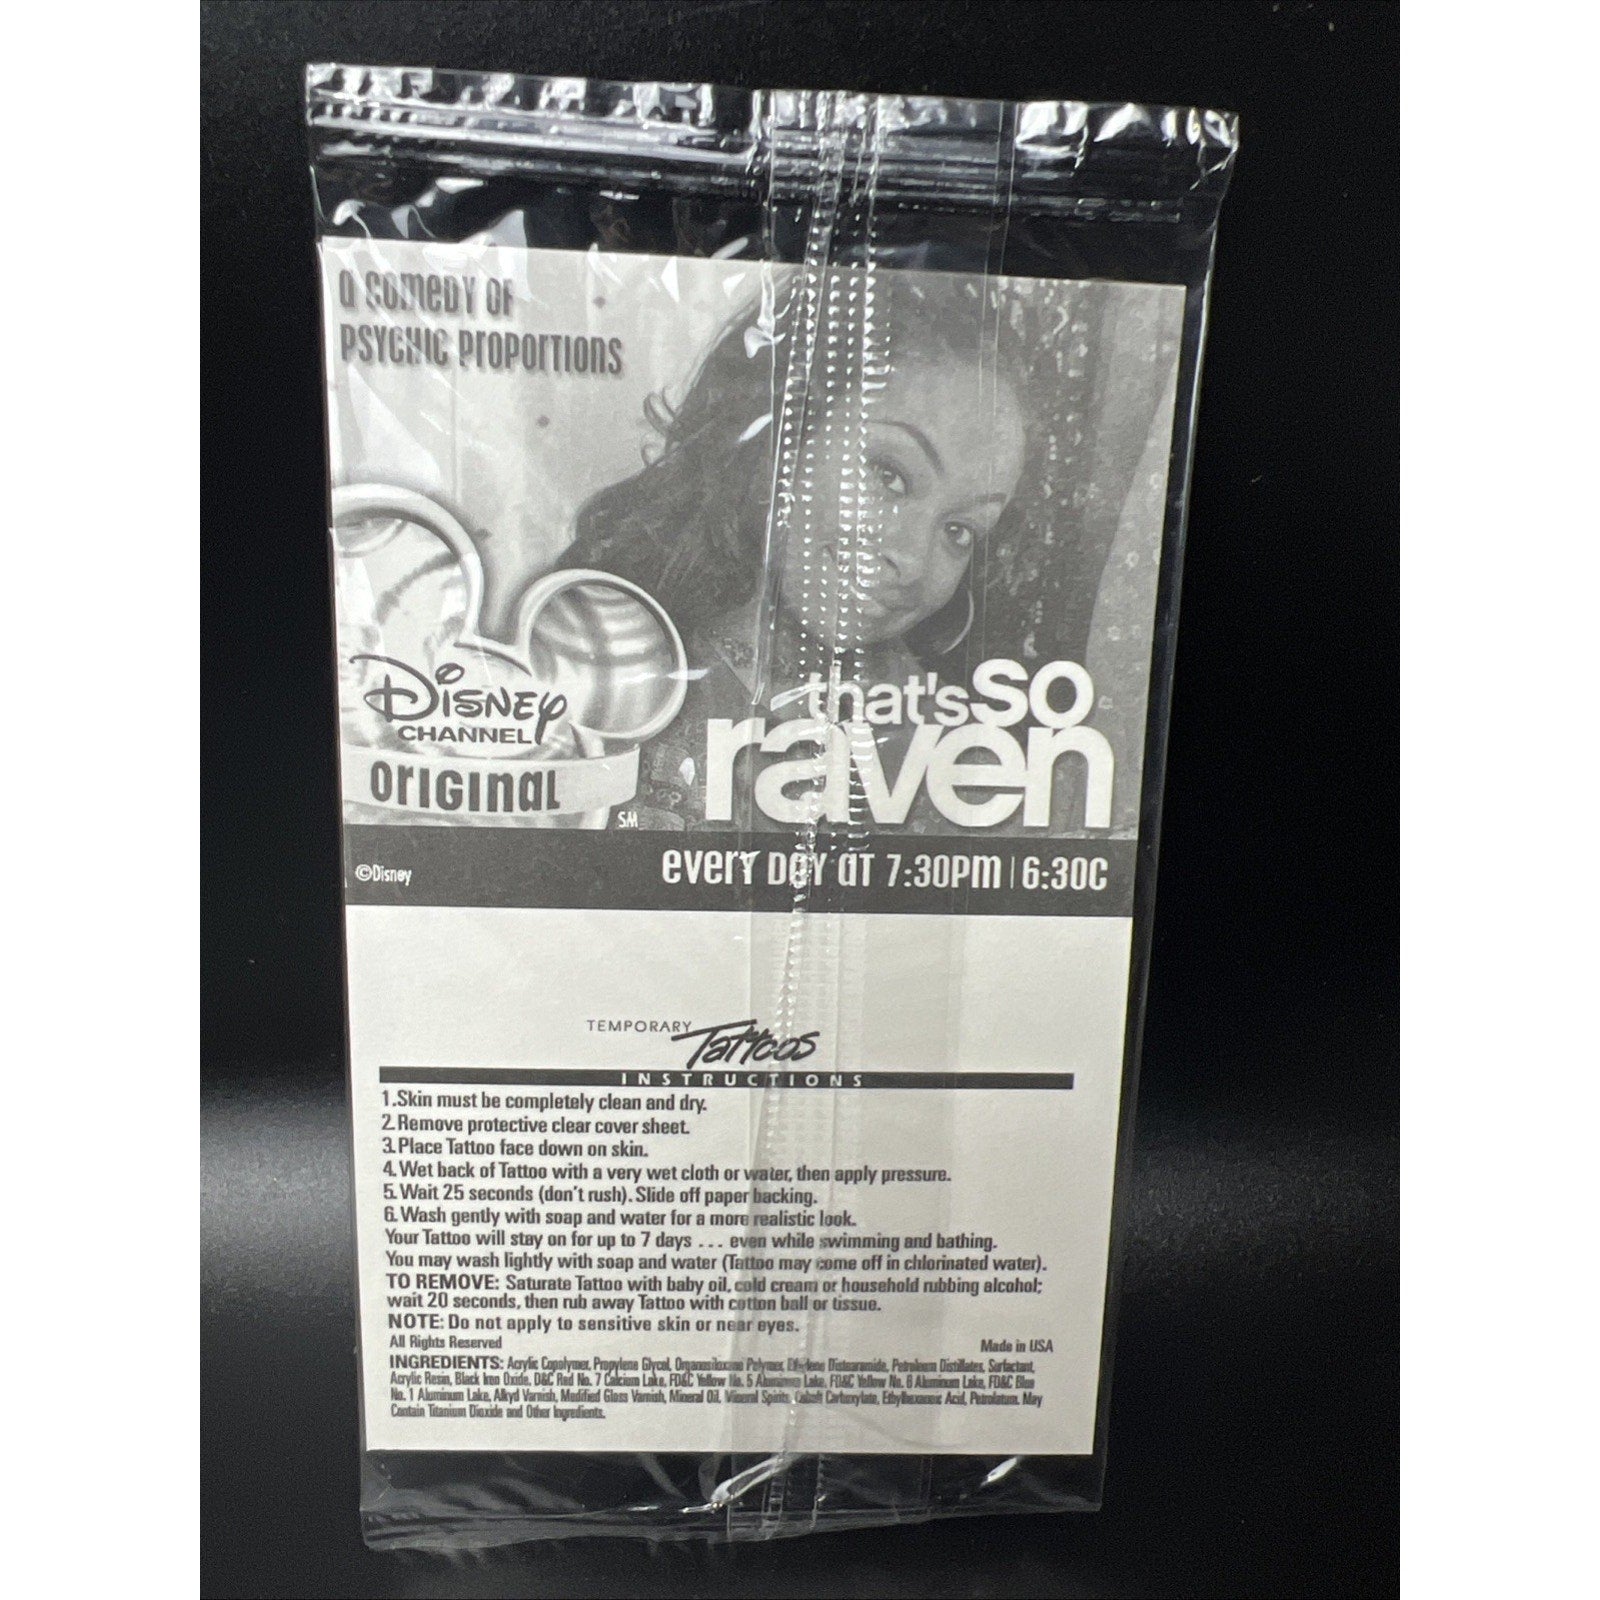 a comedy of
psychic proportions
Disney
CHANNEL
original
SM
that's so
raven
©Disney
every day at 7:30pm | 6:30c
TEMPORARY Tattoos
INSTRUCTIONS
1.Skin must be completely clean and dry.
2.Remove protective clear cover sheet.
3.Place Tattoo face down on skin.
4.Wet back of Tattoo with a very wet cloth or water, then apply pressure.
5.Wait 25 seconds (don't rush). Slide off paper backing.
6.Wash gently with soap and water for a more realistic look.
Your Tattoo will stay on for up to 7 days ... even while swimming and bathing.
You may wash lightly with soap and water (Tattoo may come off in chlorinated water).
TO REMOVE: Saturate Tattoo with baby oil, cold cream or household rubbing alcohol;
wait 20 seconds, then rub away Tattoo with cotton ball or tissue.
NOTE: Do not apply to sensitive skin or near eyes.
All Rights Reserved
Made in USA
INGREDIENTS: Acrylic Copolymer, Propylene Glycol, Organosiloxane Polymer, Ethylene Distearamide, Petroleum Distillates, Surfactant,
Acrylic Resin, Black Iron Oxide, D&C Red No. 7 Calcium Lake, FD&C Yellow No. 5 Aluminum Lake, FD&C Yellow No. 6 Aluminum Lake, FD&C Blue
No. 1 Aluminum Lake, Alkyd Varnish, Modified Gloss Varnish, Mineral Oil, Mineral Spirits, Cobalt Carboxylate, Ethylhexanoic Acid, Petrolatum. May
Contain Titanium Dioxide and Other Ingredients.